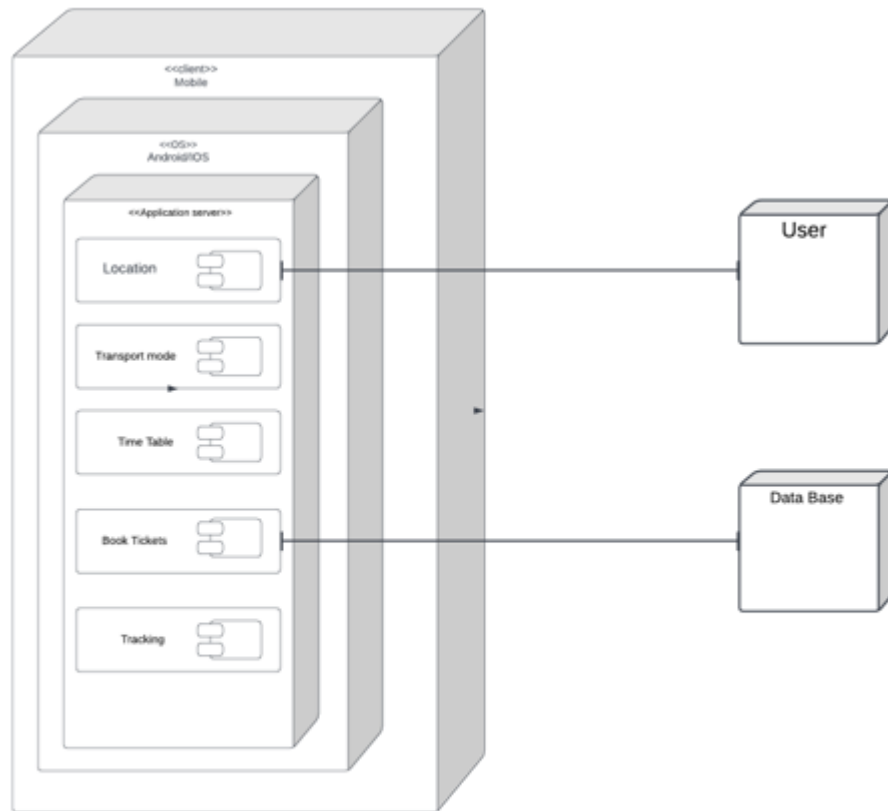 <<client>>
Mobile
<<OS>>
Android/IOS
<<Application server>>
Location
Transport mode
Time Table
Book Tickets
Tracking
User
Data Base